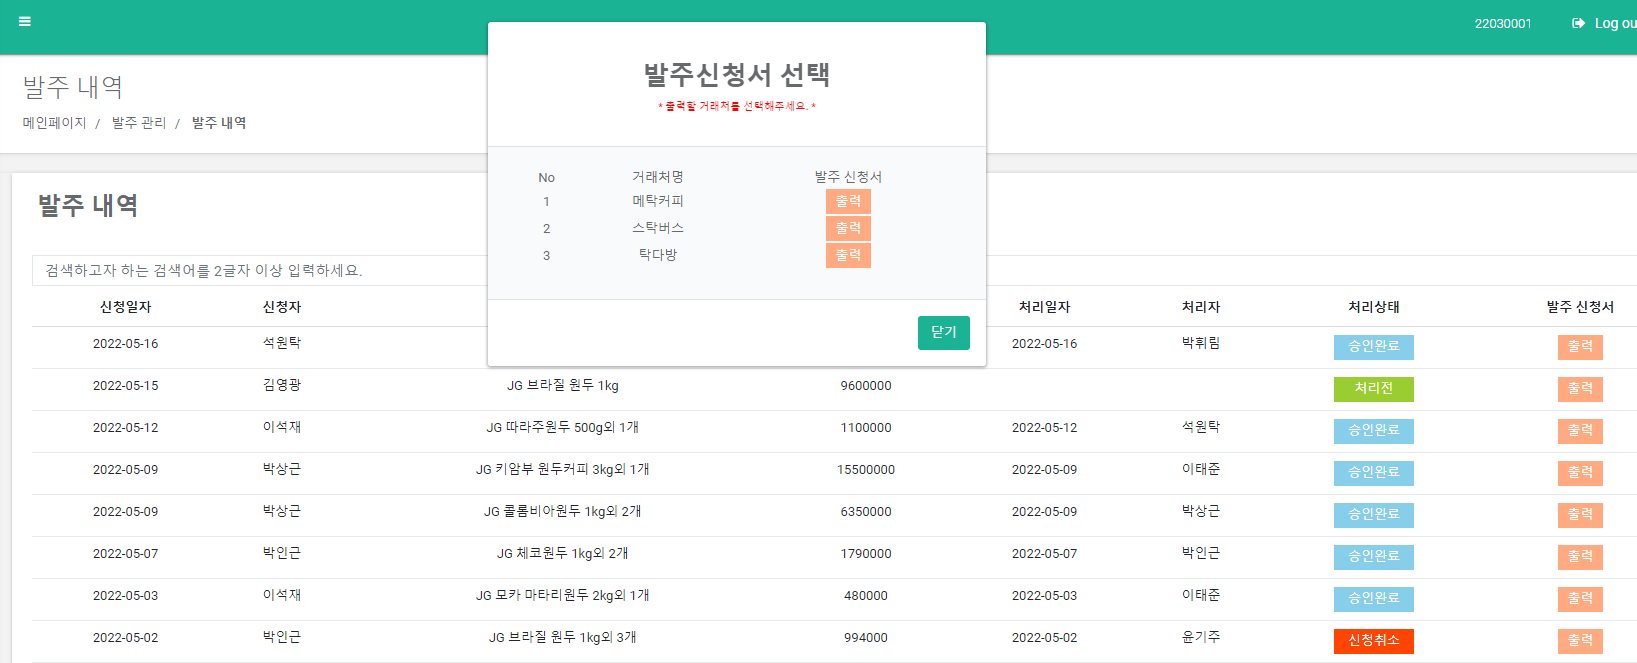 22030001 Log ou
발주 내역
메인페이지 / 발주 관리 / 발주 내역
발주신청서 선택
* 출력할 거래처를 선택해주세요. *
No 거래처명 발주 신청서
1 메탁커피 출력
2 스탁버스 출력
3 탁다방 출력
닫기
발주 내역
검색하고자 하는 검색어를 2글자 이상 입력하세요.
신청일자 신청자 처리일자 처리자 처리상태 발주 신청서
2022-05-16 석원탁 2022-05-16 박휘림 승인완료 출력
2022-05-15 김영광 JG 브라질 원두 1kg 9600000 처리전 출력
2022-05-12 이석재 JG 따라주원두 500g외 1개 1100000 2022-05-12 석원탁 승인완료 출력
2022-05-09 박상근 JG 키암부 원두커피 3kg외 1개 15500000 2022-05-09 이태준 승인완료 출력
2022-05-09 박상근 JG 콜롬비아원두 1kg외 2개 6350000 2022-05-09 박상근 승인완료 출력
2022-05-07 박인근 JG 체코원두 1kg외 2개 1790000 2022-05-07 박인근 승인완료 출력
2022-05-03 이석재 JG 모카 마타리원두 2kg외 1개 480000 2022-05-03 이태준 승인완료 출력
2022-05-02 박인근 JG 브라질 원두 1kg외 3개 994000 2022-05-02 윤기주 신청취소 출력